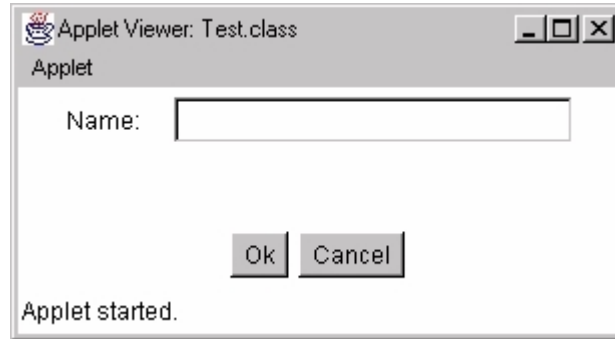 Applet Viewer: Test.class
Applet
Name:
Ok Cancel
Applet started.